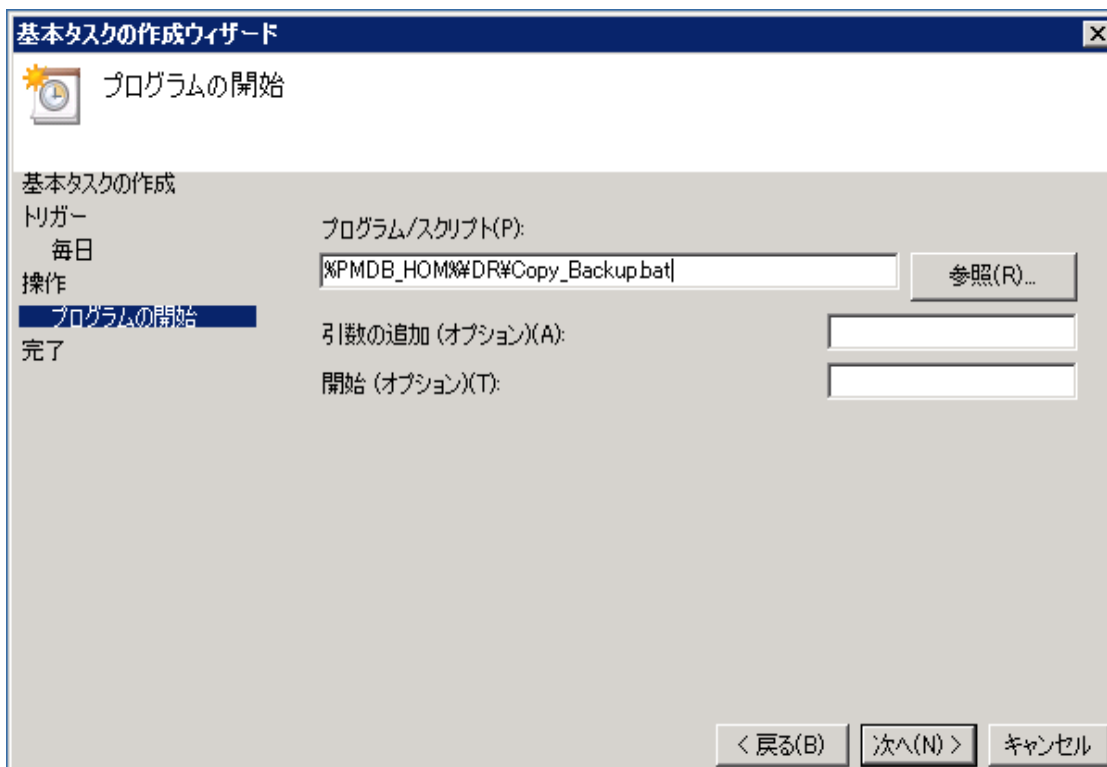 基本タスクの作成ウィザード
プログラムの開始
基本タスクの作成
トリガー
毎日
操作
プログラムの開始
完了
プログラム/スクリプト(P):
%PMDB_HOM%¥DR¥Copy_Backup.bat
参照(R)...
引数の追加 (オプション)(A):
開始 (オプション)(T):
< 戻る(B)
次へ(N) >
キャンセル